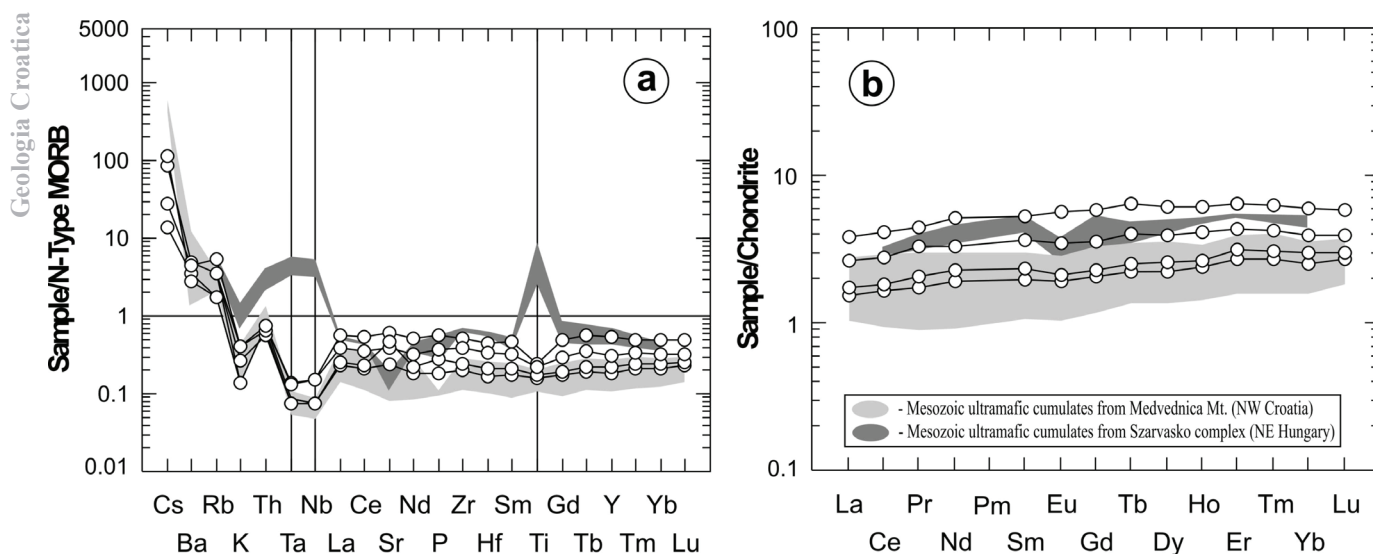 Geologia Croatica
Sample/N-Type MORB
5000
1000
100
10
1
0.1
0.01
a
Cs Rb Th Nb Ce Nd Zr Sm Gd Y Yb
Ba K Ta La Sr P Hf Ti Tb Tm Lu
Sample/Chondrite
100
10
1
0.1
b
- Mesozoic ultramafic cumulates from Medvednica Mt. (NW Croatia)
- Mesozoic ultramafic cumulates from Szarvasko complex (NE Hungary)
La Pr Pm Eu Tb Ho Tm Lu
Ce Nd Sm Gd Dy Er Yb